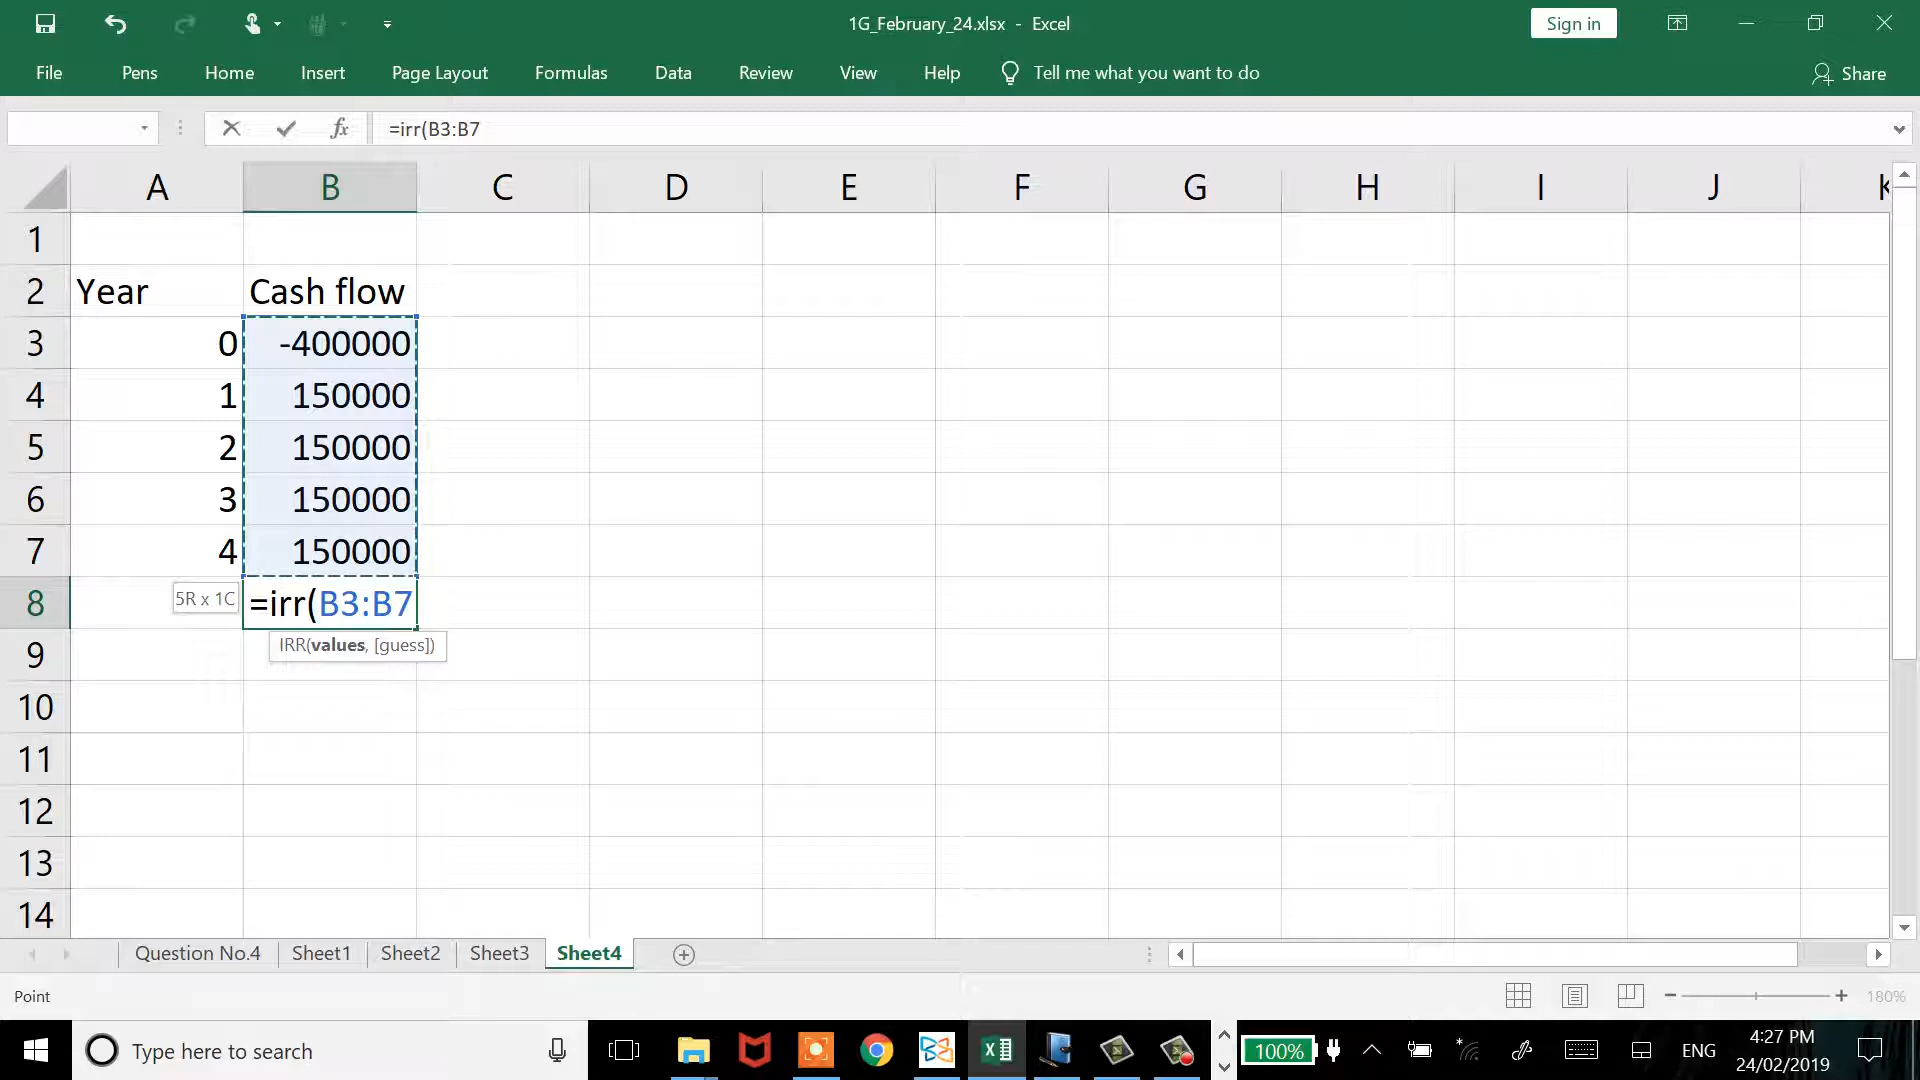 1G_February_24.xlsx - Excel
Sign in
File Pens Home Insert Page Layout Formulas Data Review View Help Tell me what you want to do Share
fx =irr(B3:B7
A B C D E F G H I J K
1
2 Year Cash flow
3 0 -400000
4 1 150000
5 2 150000
6 3 150000
7 4 150000
8 5R x 1C =irr(B3:B7
IRR(values, [guess])
9
10
11
12
13
14
Question No.4 Sheet1 Sheet2 Sheet3 Sheet4
Point 180%
Type here to search 100% ENG 4:27 PM
24/02/2019